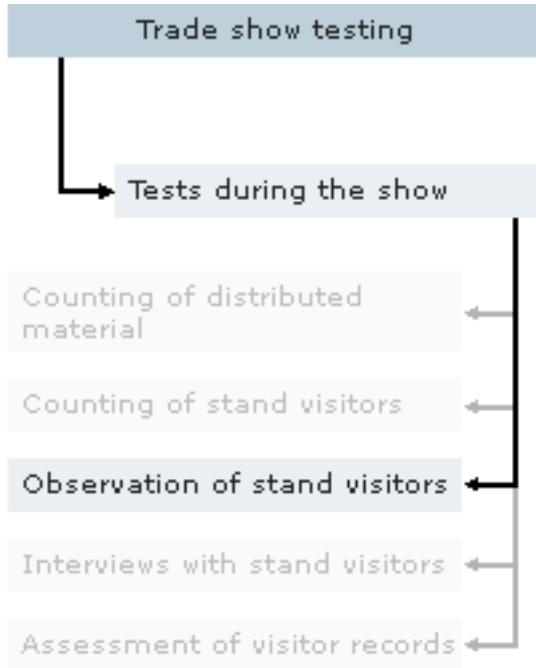 Trade show testing
Tests during the show
Counting of distributed
material
Counting of stand visitors
Observation of stand visitors
Interviews with stand visitors
Assessment of visitor records